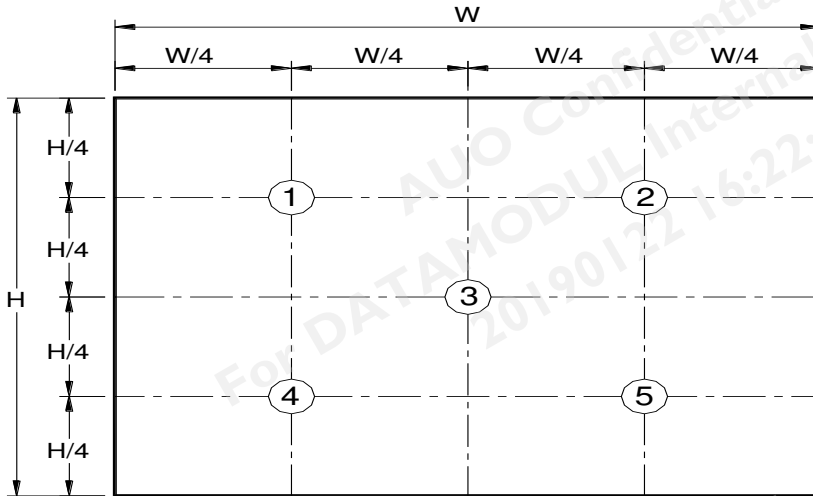 W
W/4 W/4 W/4 W/4
H/4
1 2
H/4
H 3
H/4
4 5
H/4
AUO Confidential
For DATAMODUL Internal
20190122 16:22: